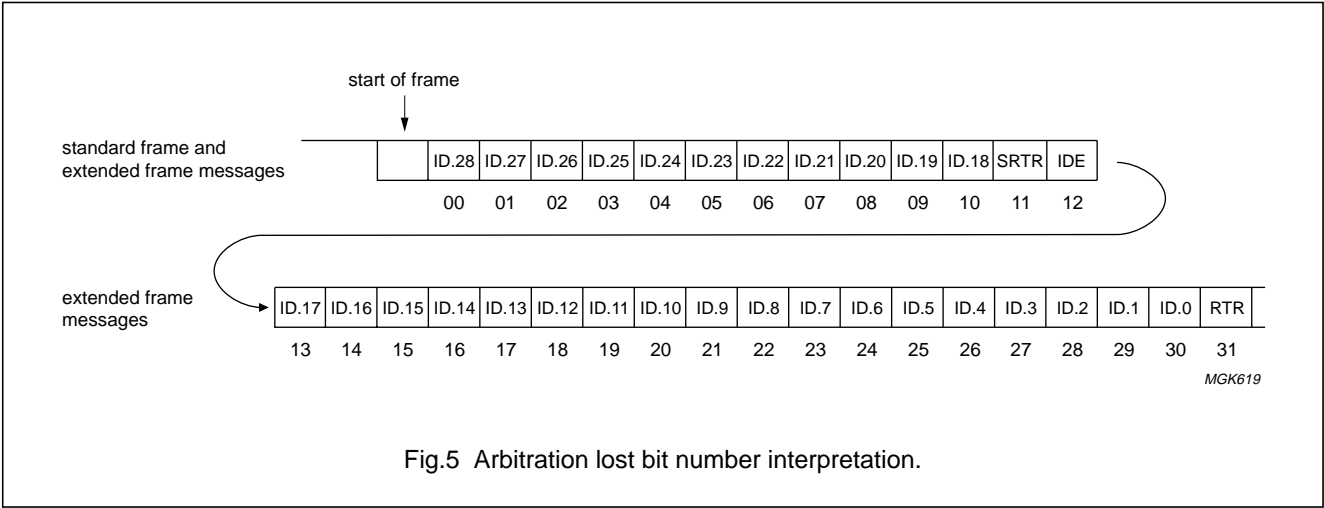 start of frame
standard frame and
extended frame messages
ID.28 ID.27 ID.26 ID.25 ID.24 ID.23 ID.22 ID.21 ID.20 ID.19 ID.18 SRTR IDE
00 01 02 03 04 05 06 07 08 09 10 11 12
extended frame
messages
ID.17 ID.16 ID.15 ID.14 ID.13 ID.12 ID.11 ID.10 ID.9 ID.8 ID.7 ID.6 ID.5 ID.4 ID.3 ID.2 ID.1 ID.0 RTR
13 14 15 16 17 18 19 20 21 22 23 24 25 26 27 28 29 30 31
MGK619
Fig.5 Arbitration lost bit number interpretation.